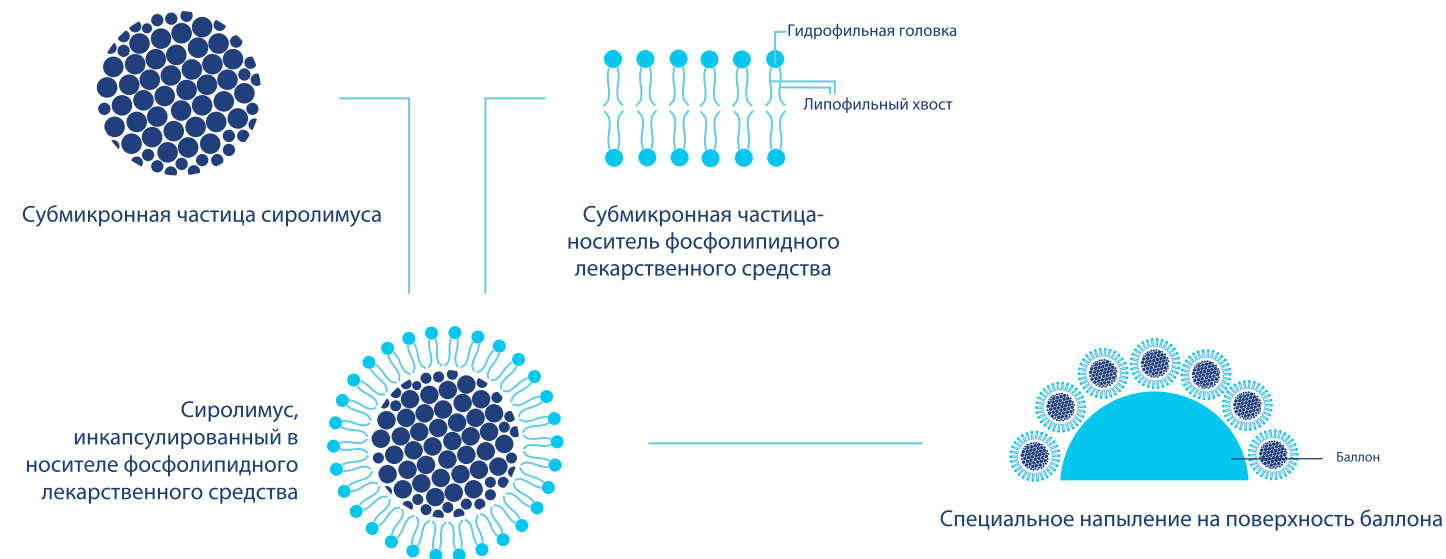 Гидрофильная головка
Липофильный хвост
Субмикронная частица сиролимуса
Субмикронная частица-
носитель фосфолипидного
лекарственного средства
Сиролимус,
инкапсулированный в
носителе фосфолипидного
лекарственного средства
Баллон
Специальное напыление на поверхность баллона